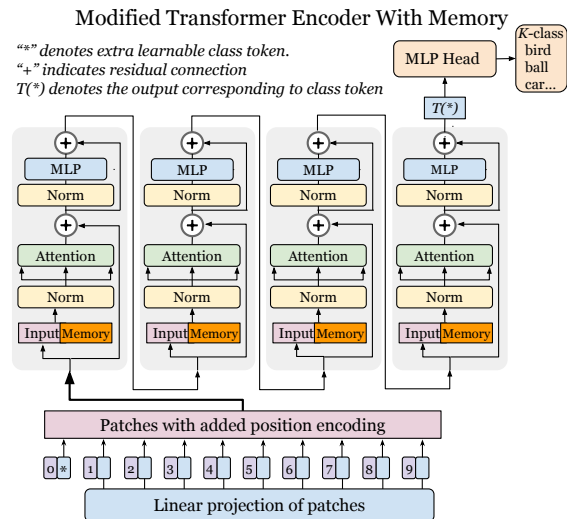 Modified Transformer Encoder With Memory
“*” denotes extra learnable class token.
“+” indicates residual connection
T(*) denotes the output corresponding to class token
MLP Head
K-class
bird
ball
car...
T(*)
+ + + +
MLP MLP MLP MLP
Norm Norm Norm Norm
+ + + +
Attention Attention Attention Attention
Norm Norm Norm Norm
Input Memory Input Memory Input Memory Input Memory
Patches with added position encoding
0 * 1 2 3 4 5 6 7 8 9
Linear projection of patches